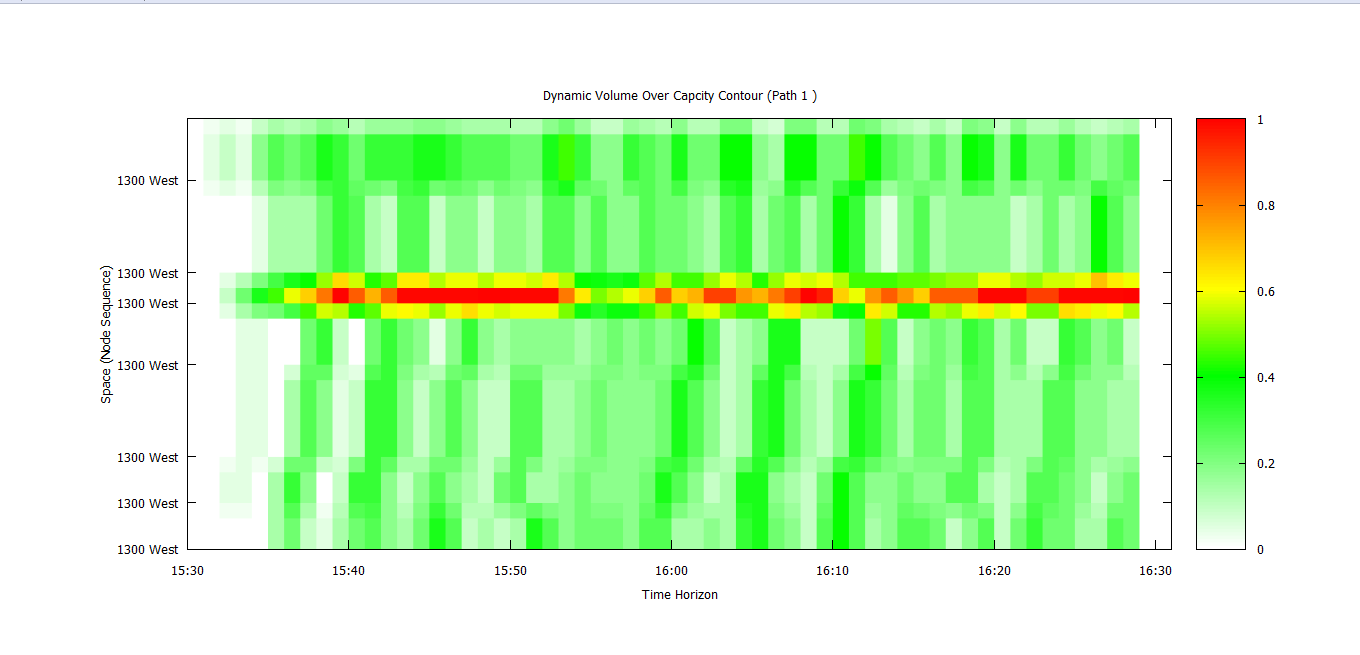 Dynamic Volume Over Capcity Contour (Path 1 )
1
1300 West
0.8
1300 West
Space (Node Sequence)
1300 West
0.6
1300 West
0.4
1300 West
0.2
1300 West
1300 West
0
15:30 15:40 15:50 16:00 16:10 16:20 16:30
Time Horizon